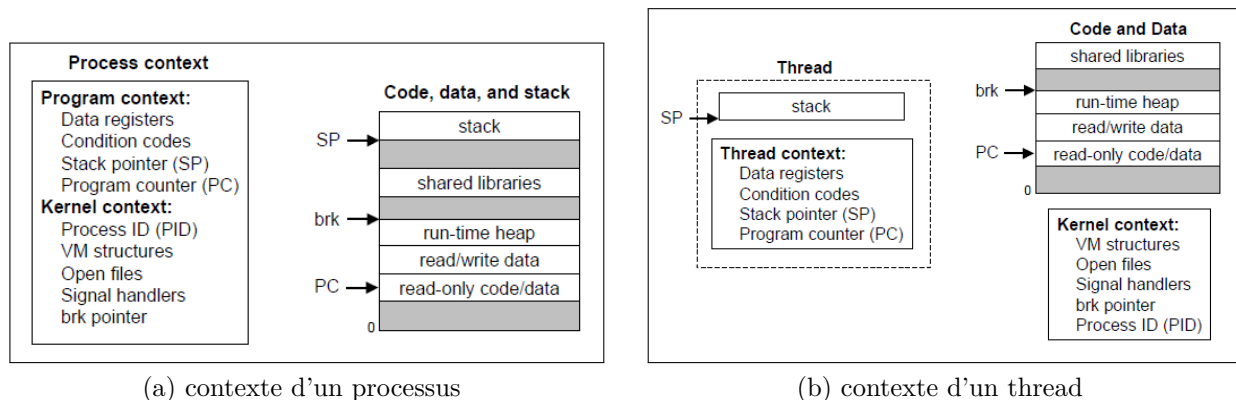 Process context
Program context:
Data registers
Condition codes
Stack pointer (SP)
Program counter (PC)
Kernel context:
Process ID (PID)
VM structures
Open files
Signal handlers
brk pointer
Code, data, and stack
stack
SP
shared libraries
brk
run-time heap
read/write data
PC
read-only code/data
0
(a) contexte d'un processus
Thread
stack
SP
Thread context:
Data registers
Condition codes
Stack pointer (SP)
Program counter (PC)
Code and Data
shared libraries
brk
run-time heap
read/write data
PC
read-only code/data
0
Kernel context:
VM structures
Open files
Signal handlers
brk pointer
Process ID (PID)
(b) contexte d'un thread